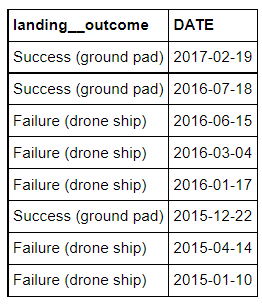 landing__outcome DATE
Success (ground pad) 2017-02-19
Success (ground pad) 2016-07-18
Failure (drone ship) 2016-06-15
Failure (drone ship) 2016-03-04
Failure (drone ship) 2016-01-17
Success (ground pad) 2015-12-22
Failure (drone ship) 2015-04-14
Failure (drone ship) 2015-01-10